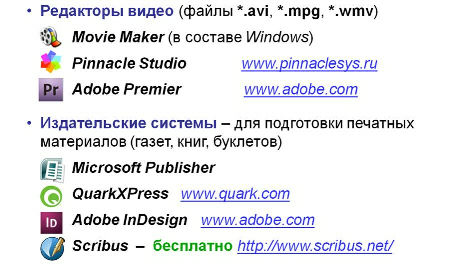 • Редакторы видео (файлы *.avi, *.mpg, *.wmv)
Movie Maker (в составе Windows)
Pinnacle Studio www.pinnaclesys.ru
Pr Adobe Premier www.adobe.com
• Издательские системы – для подготовки печатных
материалов (газет, книг, буклетов)
Microsoft Publisher
QuarkXPress www.quark.com
ID Adobe InDesign www.adobe.com
Scribus – бесплатно http://www.scribus.net/